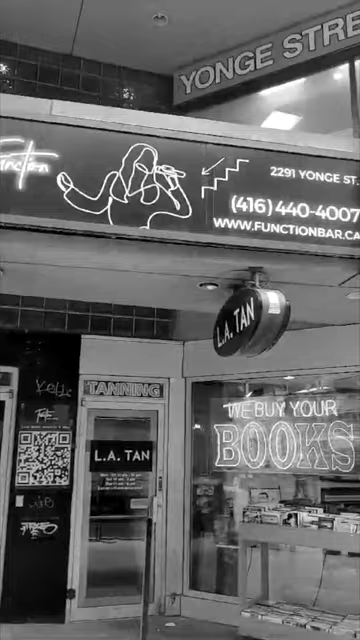 YONGE STRE
Function
2291 YONGE ST.
(416) 440-4007
WWW.FUNCTIONBAR.CA
L.A. TAN
TANNING
L.A. TAN
WE BUY YOUR
BOOKS